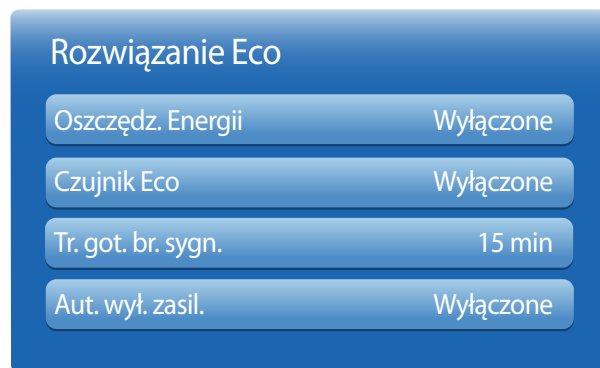 Rozwiązanie Eco
Oszczędz. Energii Wyłączone
Czujnik Eco Wyłączone
Tr. got. br. sygn. 15 min
Aut. wył. zasil. Wyłączone